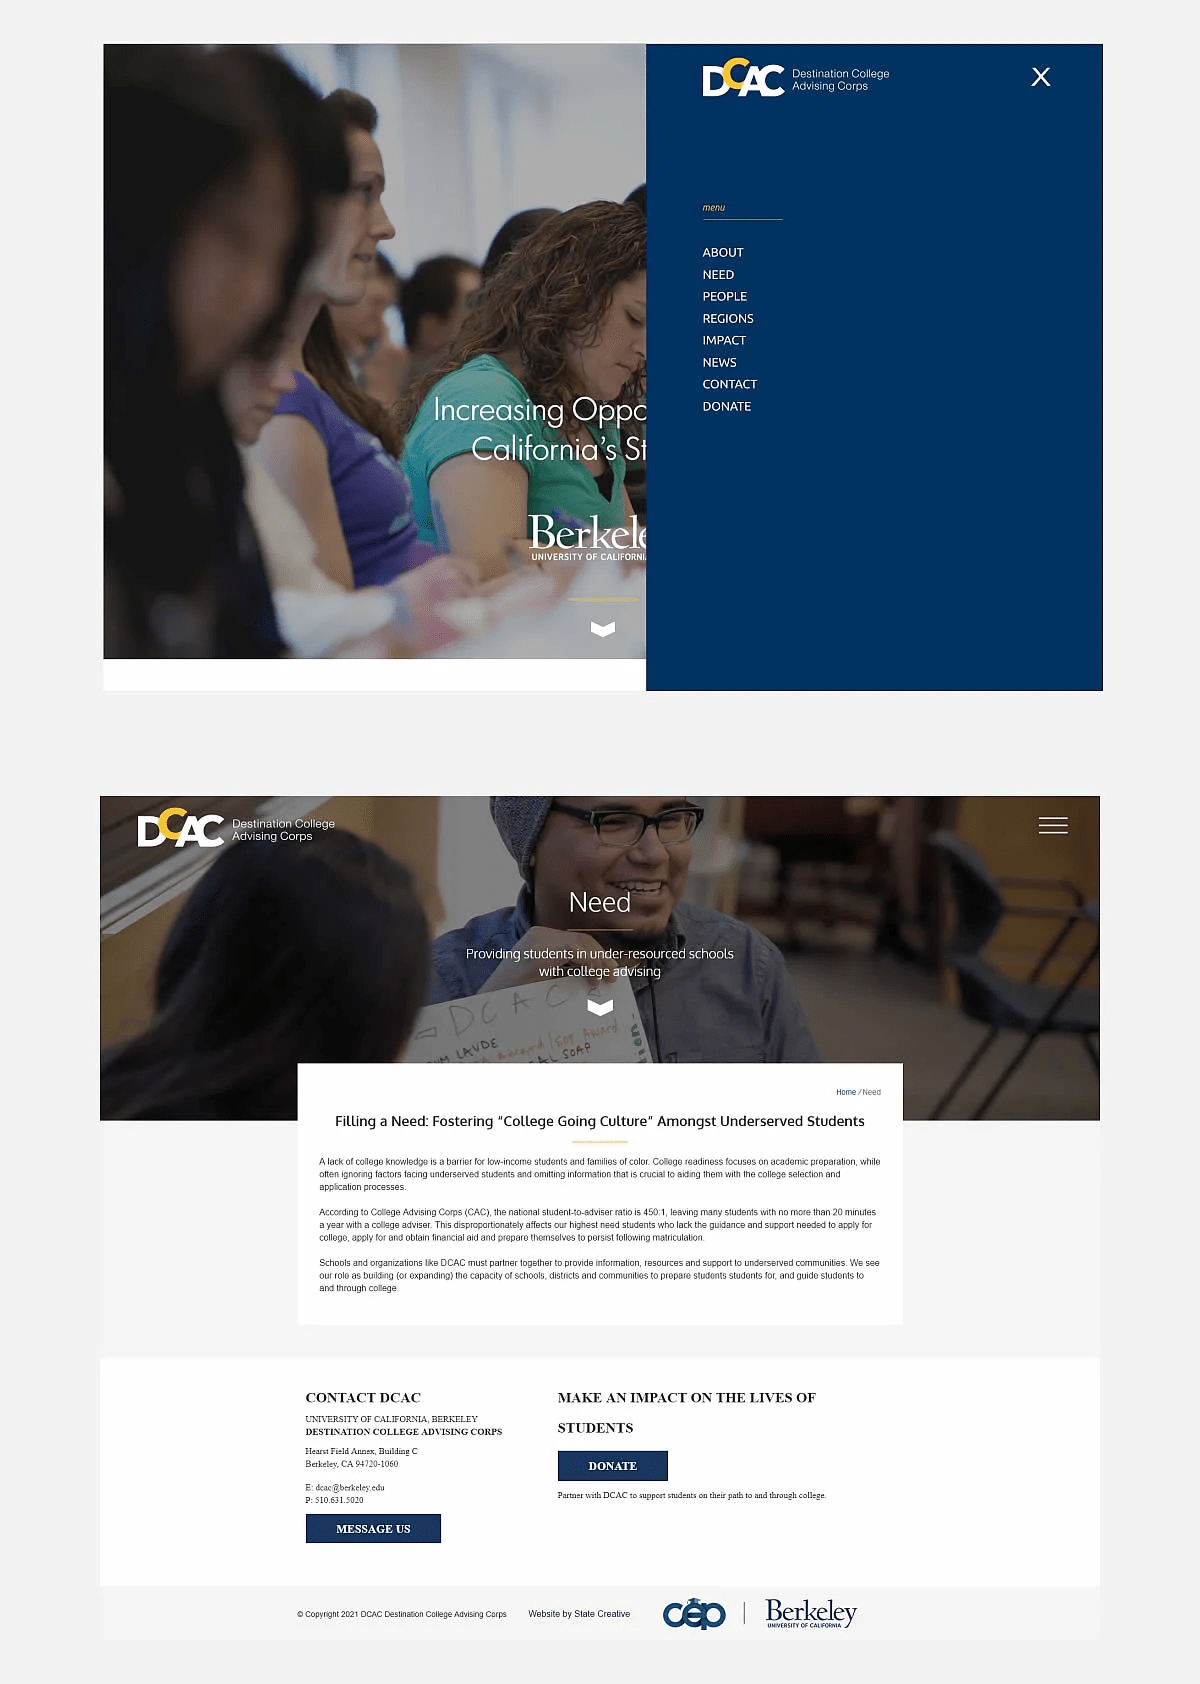 DCAC Destination College
Advising Corps
X
menu
ABOUT
NEED
PEOPLE
REGIONS
IMPACT
NEWS
CONTACT
DONATE
Increasing Oppo
California's St
Berkele
UNIVERSITY OF CALIFORNI
DCAC Destination College
Advising Corps
Need
Providing students in under-resourced schools
with college advising
DCAC
UM LAUDE
Award
AL SOAP
Home / Need
Filling a Need: Fostering “College Going Culture” Amongst Underserved Students
A lack of college knowledge is a barrier for low-income students and families of color. College readiness focuses on academic preparation, while
often ignoring factors facing underserved students and omitting information that is crucial to aiding them with the college selection and
application processes.
According to College Advising Corps (CAC), the national student-to-adviser ratio is 450:1, leaving many students with no more than 20 minutes
a year with a college adviser. This disproportionately affects our highest need students who lack the guidance and support needed to apply for
college, apply for and obtain financial aid and prepare themselves to persist following matriculation.
Schools and organizations like DCAC must partner together to provide information, resources and support to underserved communities. We see
our role as building (or expanding) the capacity of schools, districts and communities to prepare students students for, and guide students to
and through college.
CONTACT DCAC
UNIVERSITY OF CALIFORNIA, BERKELEY
DESTINATION COLLEGE ADVISING CORPS
Hearst Field Annex, Building C
Berkeley, CA 94720-1060
E: dcac@berkeley.edu
P: 510.631.5020
MESSAGE US
MAKE AN IMPACT ON THE LIVES OF
STUDENTS
DONATE
Partner with DCAC to support students on their path to and through college.
© Copyright 2021 DCAC Destination College Advising Corps
Website by State Creative
cep
Berkeley
UNIVERSITY OF CALIFORNIA